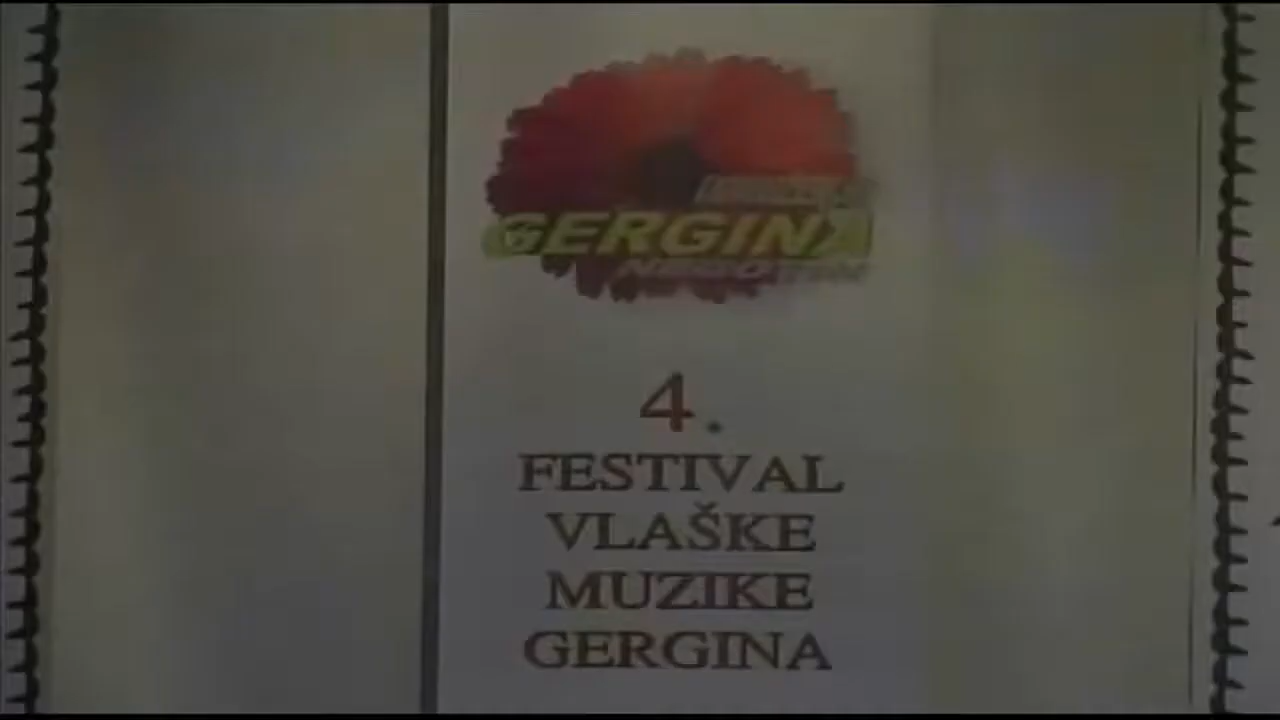 GERGINA
4.
FESTIVAL
VLAŠKE
MUZIKE
GERGINA